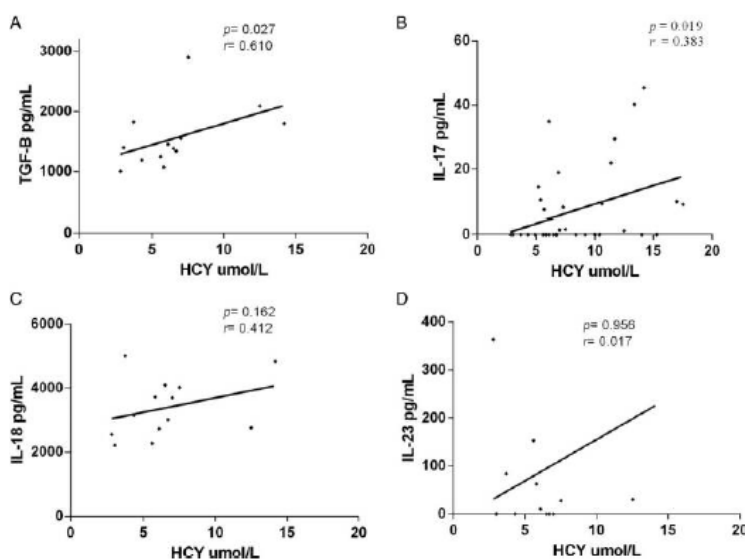 A
p= 0.027
r= 0.610
TGF-B pg/mL
3000
2000
1000
0
0 5 10 15 20
HCY umol/L
B
p = 0.019
r = 0.383
IL-17 pg/mL
60
40
20
0
0 5 10 15 20
HCY umol/L
C
p= 0.162
r= 0.412
IL-18 pg/mL
6000
4000
2000
0
0 5 10 15 20
HCY umol/L
D
p= 0.956
r= 0.017
IL-23 pg/mL
400
300
200
100
0
0 5 10 15 20
HCY umol/L